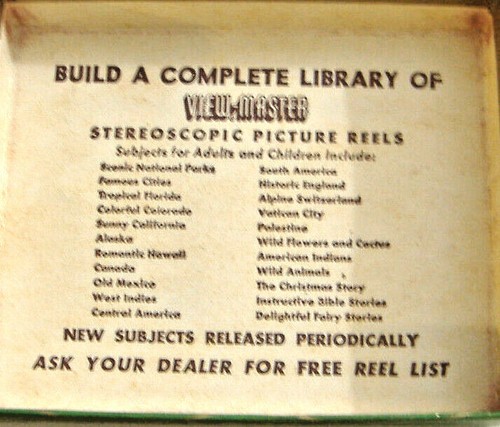 BUILD A COMPLETE LIBRARY OF
VIEW-MASTER
STEREOSCOPIC PICTURE REELS
Subjects for Adults and Children Include:
Scenic National Parks
Famous Cities
Tropical Florida
Colorful Colorado
Sunny California
Alaska
Romantic Hawaii
Canada
Old Mexico
West Indies
Central America
South America
Historic England
Alpine Switzerland
Vatican City
Palestine
Wild Flowers and Cactus
American Indians
Wild Animals
The Christmas Story
Instructive Bible Stories
Delightful Fairy Stories
NEW SUBJECTS RELEASED PERIODICALLY
ASK YOUR DEALER FOR FREE REEL LIST